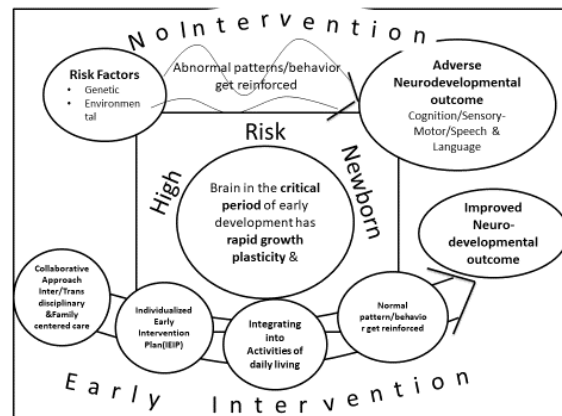 No Intervention
Risk Factors
• Genetic
• Environmen
tal
Abnormal patterns/behavior
get reinforced
Adverse
Neurodevelopmental
outcome
Cognition/Sensory-
Motor/Speech &
Language
High
Risk
Newborn
Brain in the critical
period of early
development has
rapid growth
plasticity &
Improved
Neuro-
developmental
outcome
Collaborative
Approach
Inter/Trans
disciplinary
&Family
centered care
Individualized
Early
Intervention
Plan(IEIP)
Integrating
into
Activities of
daily living
Normal
pattern/behavio
r get reinforced
Early Intervention